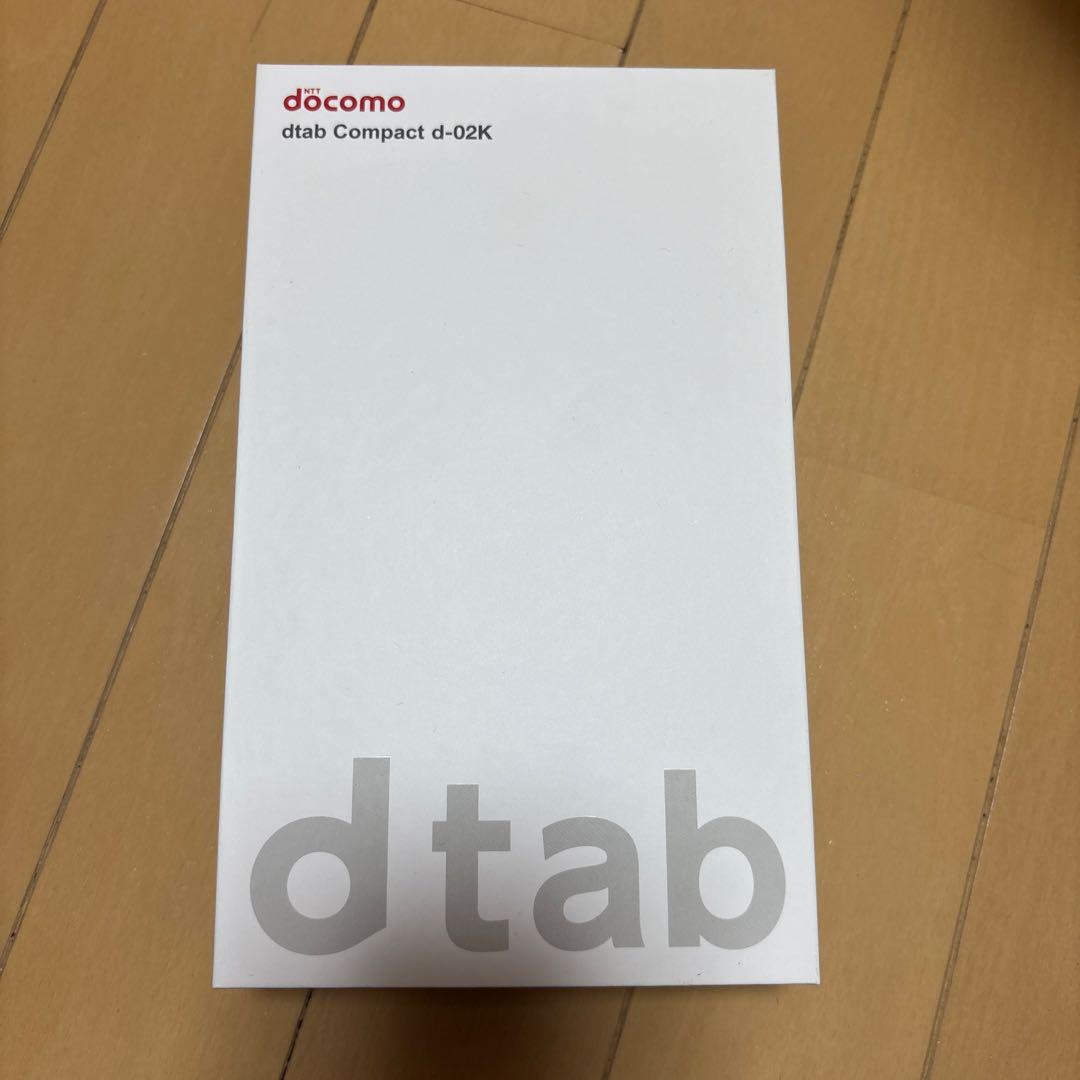 NTT
docomo
dtab Compact d-02K
dtab